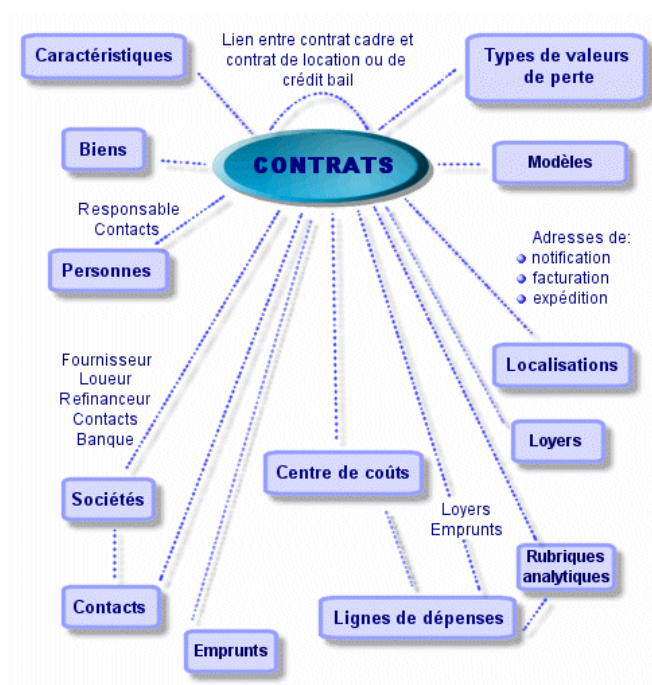 Caractéristiques
Lien entre contrat cadre et
contrat de location ou de
crédit bail
Types de valeurs
de perte
Biens
CONTRATS
Modèles
Responsable
Contacts
Personnes
Adresses de:
notification
facturation
expédition
Localisations
Fournisseur
Loueur
Refinanceur
Contacts
Banque
Loyers
Centre de coûts
Sociétés
Loyers
Emprunts
Rubriques
analytiques
Contacts
Lignes de dépenses
Emprunts